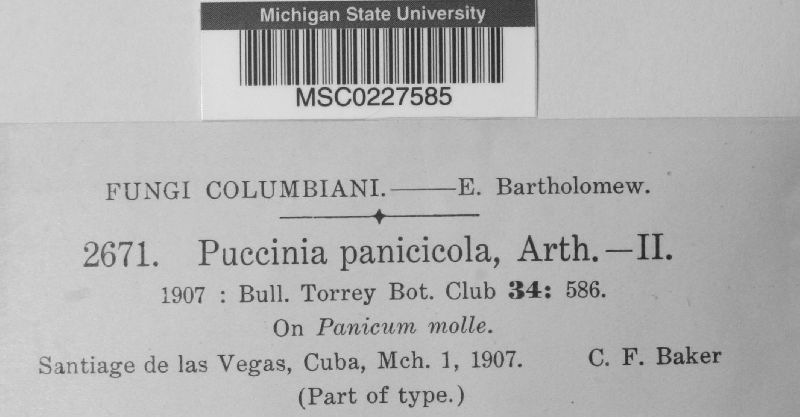 Michigan State University
MSC0227585
FUNGI COLUMBIANI.——E. Bartholomew.
2671. Puccinia panicicola, Arth.—II.
1907 : Bull. Torrey Bot. Club 34: 586.
On Panicum molle.
Santiage de las Vegas, Cuba, Mch. 1, 1907. C. F. Baker
(Part of type.)